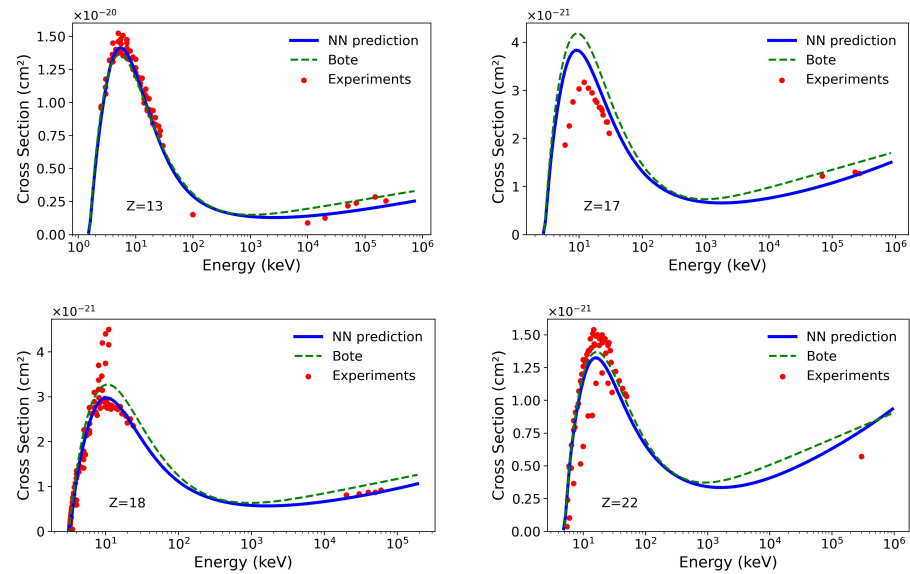 ×10⁻²⁰
1.50
1.25
1.00
0.75
0.50
0.25
0.00
Cross Section (cm²)
NN prediction
Bote
Experiments
Z=13
10⁰ 10¹ 10² 10³ 10⁴ 10⁵ 10⁶
Energy (keV)
×10⁻²¹
4
3
2
1
0
Cross Section (cm²)
NN prediction
Bote
Experiments
Z=17
10¹ 10² 10³ 10⁴ 10⁵ 10⁶
Energy (keV)
×10⁻²¹
4
3
2
1
0
Cross Section (cm²)
NN prediction
Bote
Experiments
Z=18
10¹ 10² 10³ 10⁴ 10⁵
Energy (keV)
×10⁻²¹
1.50
1.25
1.00
0.75
0.50
0.25
0.00
Cross Section (cm²)
NN prediction
Bote
Experiments
Z=22
10¹ 10² 10³ 10⁴ 10⁵ 10⁶
Energy (keV)